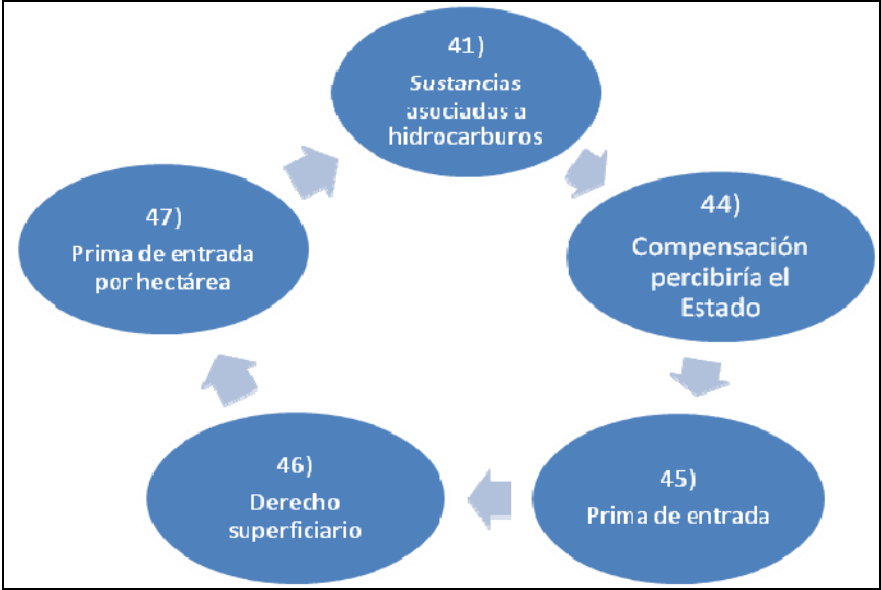 41)
Sustancias
asociadas a
hidrocarburos
44)
Compensación
percibiría el
Estado
45)
Prima de entrada
46)
Derecho
superficiario
47)
Prima de entrada
por hectárea